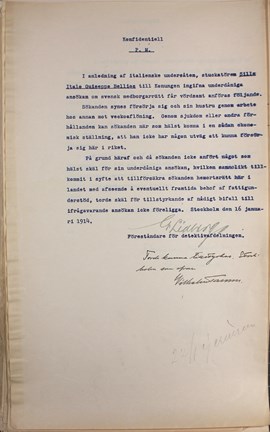 Konfidentiell
P. M.
I anledning af italienske undersåten, stuckatören
Italo Guiseppe Dellien till Konungen ingifna underdåniga
ansökan om svensk medborgarrätt får vördsamt anföras följande.
Sökanden synes försörja sig och sin hustru genom arbete
hos annan mot veckoaflöning. Genom sjukdom eller andra för-
hållanden kan sökanden när som hälst komma i en sådan ekono-
misk ställning, att han icke har någon utväg att kunna försör-
ja sig här i riket.
På grund häraf och då sökanden icke anfört något som
hälst skäl för sin underdåniga ansökan, hvilken sannolikt till-
kommit i syfte att tillförsäkra sökanden hemortsrätt här i
landet med afseende å eventuellt framtida behof af fattigun-
derstöd, torde skäl för tillstyrkande af nådigt bifall till
ifrågavarande ansökan icke föreligga. Stockholm den 16 janua-
ri 1914.
Föreståndare för detektivafdelningen.
Torde kunna